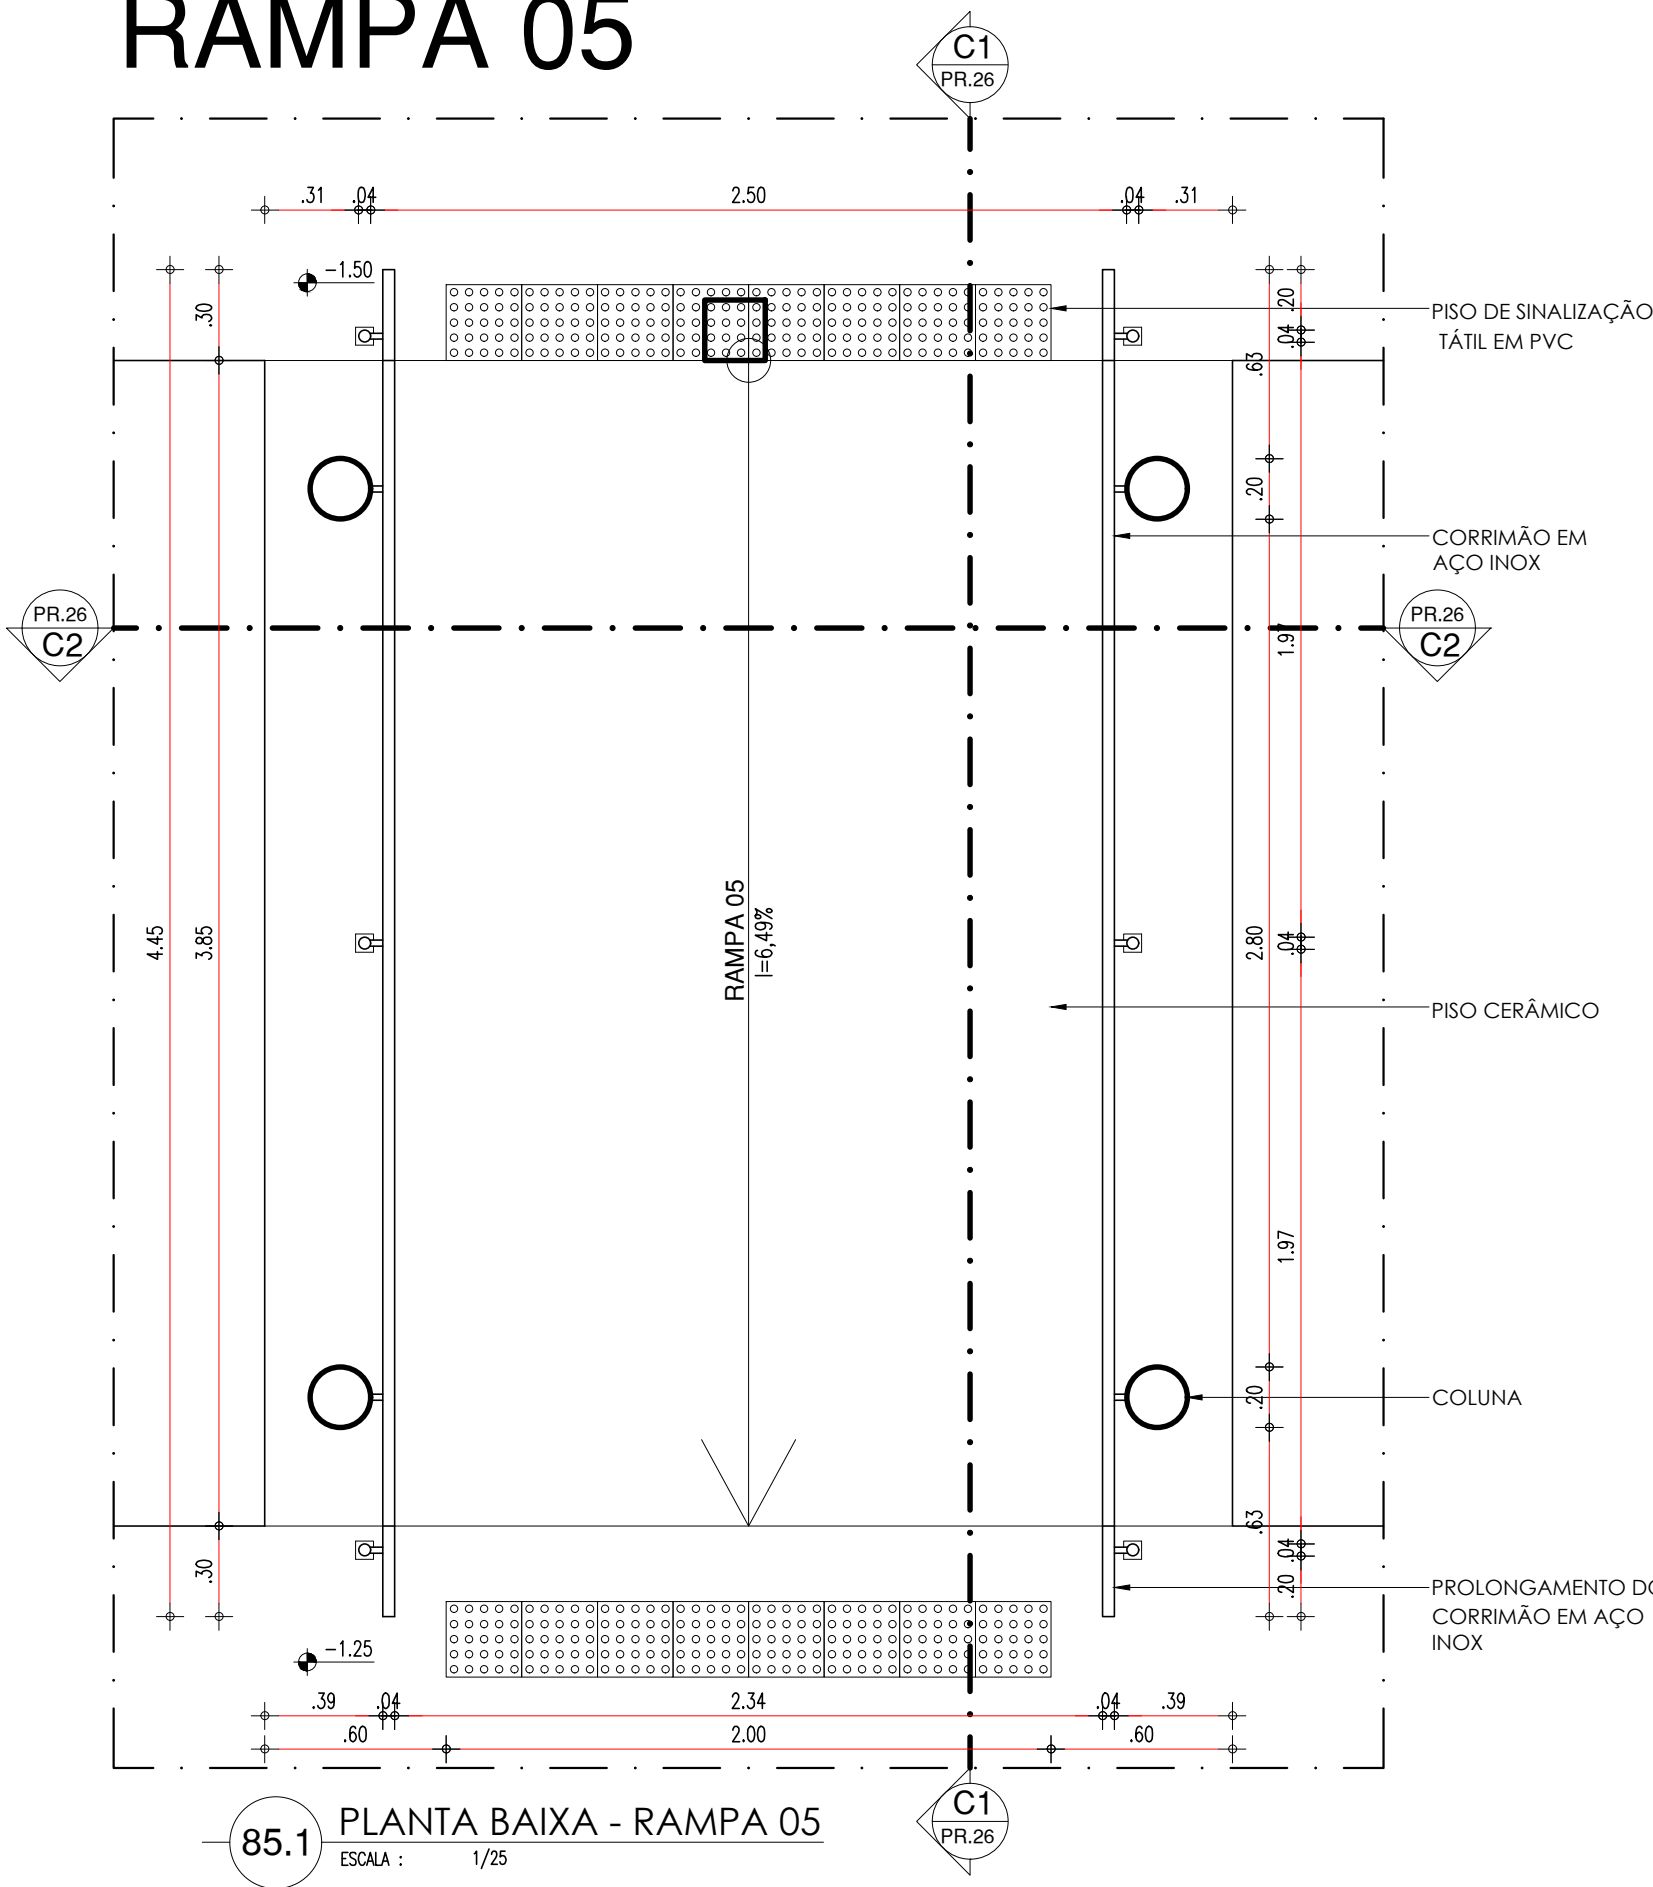 RAMPA 05
C1
PR.26
.31 .04 2.50 .04 .31
-1.50
.30
.20
.04
.63
PISO DE SINALIZAÇÃO
TÁTIL EM PVC
.20
CORRIMÃO EM
AÇO INOX
PR.26
C2
1.97
PR.26
C2
4.45
3.85
RAMPA 05
I=6,49%
2.80
.04
PISO CERÂMICO
1.97
.20
COLUNA
.63
.04
.20
.30
PROLONGAMENTO DO
CORRIMÃO EM AÇO
INOX
-1.25
.39 .04 2.34 .04 .39
.60 2.00 .60
C1
PR.26
85.1
PLANTA BAIXA - RAMPA 05
ESCALA : 1/25